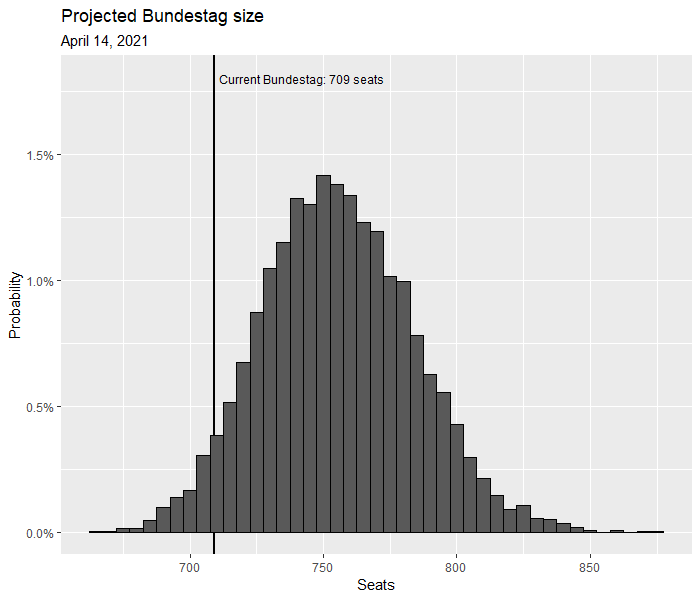 Projected Bundestag size
April 14, 2021
Current Bundestag: 709 seats
1.5%
1.0%
0.5%
0.0%
Probability
700
750
800
850
Seats